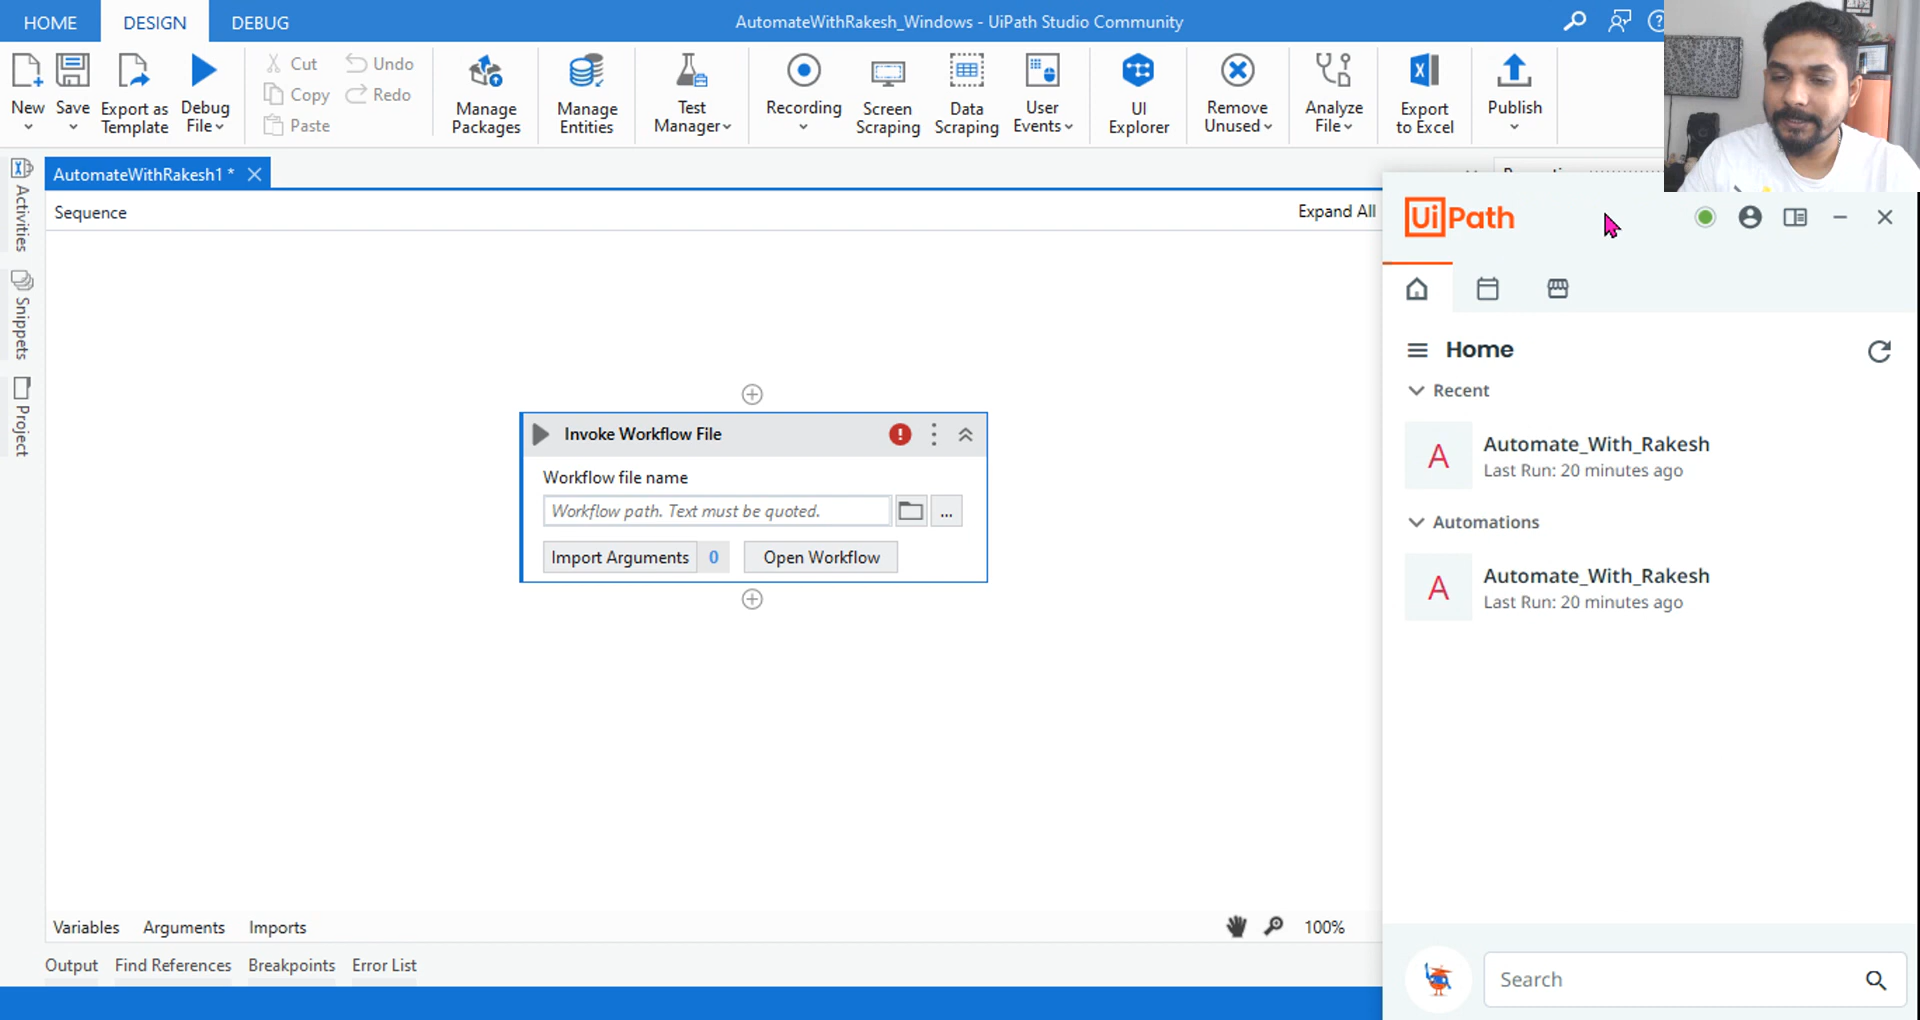 HOME DESIGN DEBUG AutomateWithRakesh_Windows - UiPath Studio Community
New Save Export as Template Debug File Cut Copy Paste Undo Redo Manage Packages Manage Entities Test Manager Recording Screen Scraping Data Scraping User Events UI Explorer Remove Unused Analyze File Export to Excel Publish
AutomateWithRakesh1 *
Sequence Expand All
Activities
Snippets
Project
Invoke Workflow File
Workflow file name
Workflow path. Text must be quoted. ...
Import Arguments 0 Open Workflow
Variables Arguments Imports 100%
Output Find References Breakpoints Error List
UiPath
Home
Recent
A Automate_With_Rakesh
Last Run: 20 minutes ago
Automations
A Automate_With_Rakesh
Last Run: 20 minutes ago
Search